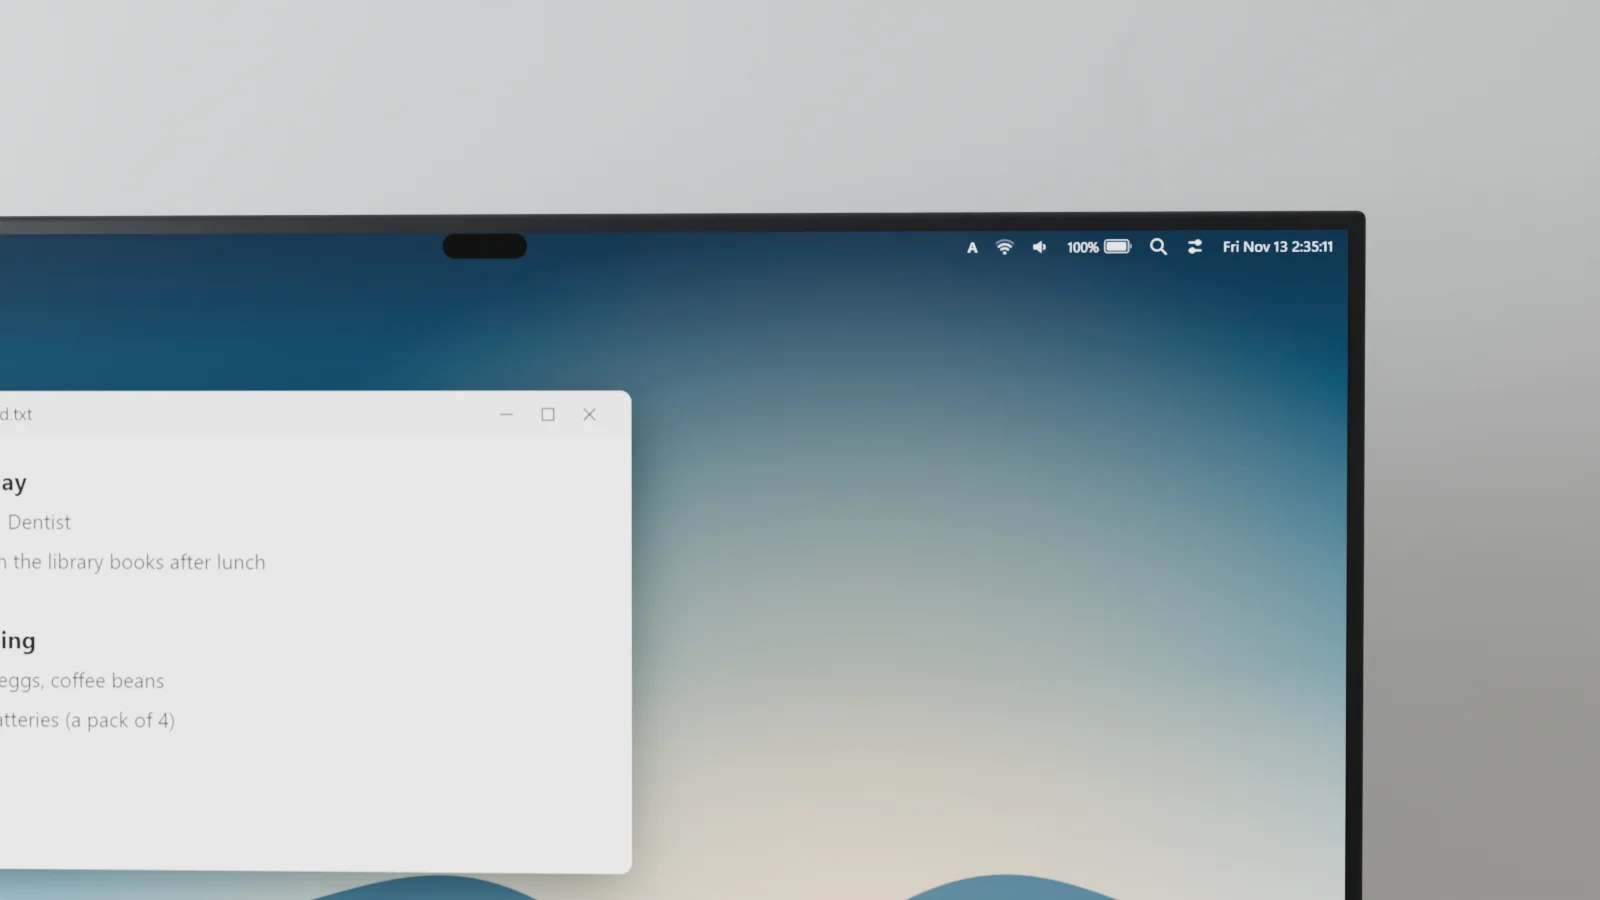 A 100% Fri Nov 13 2:35:11
d.txt
ay
Dentist
n the library books after lunch
ing
eggs, coffee beans
atteries (a pack of 4)